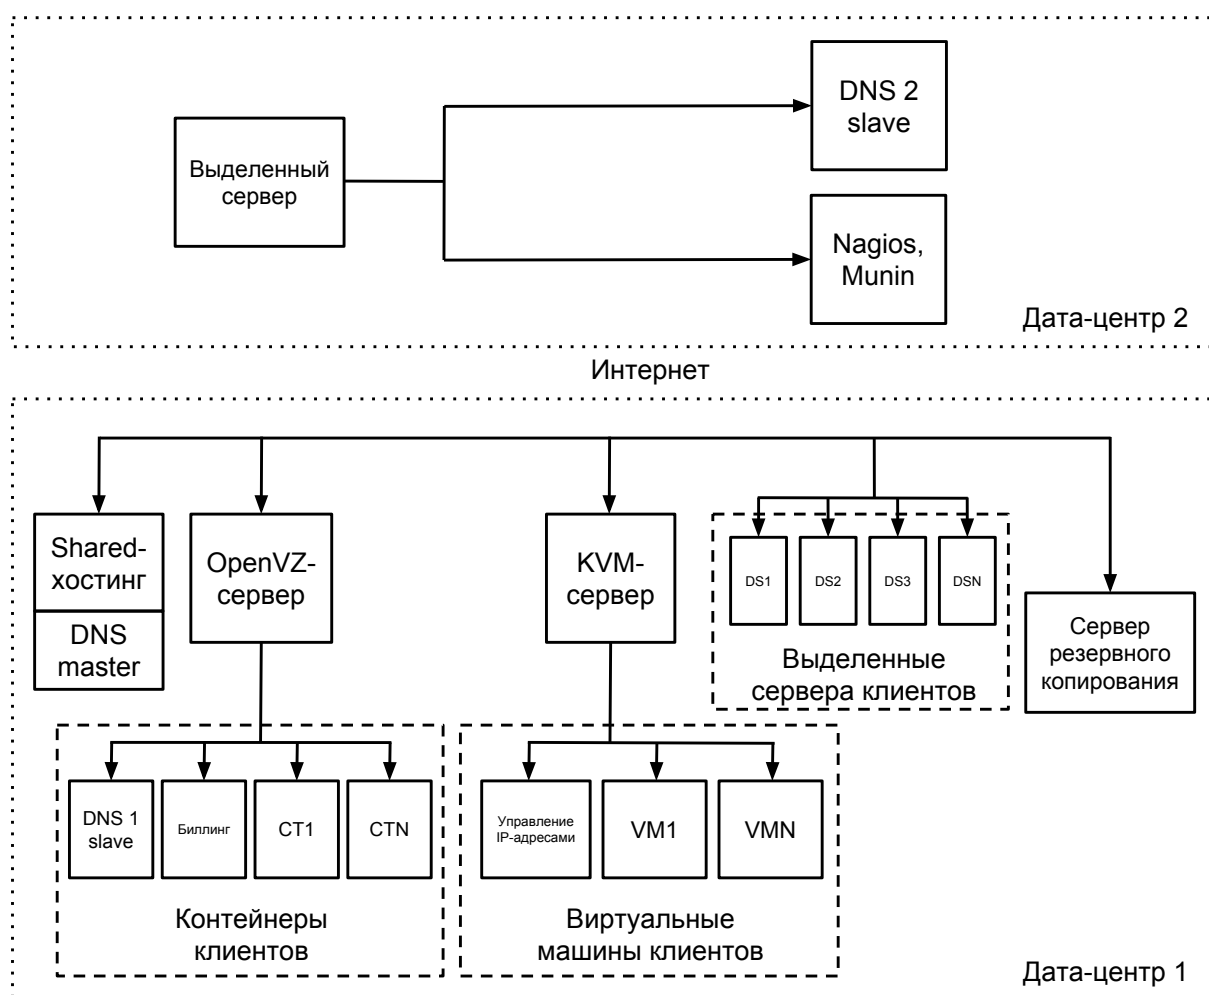 DNS 2
slave
Выделенный
сервер
Nagios,
Munin
Дата-центр 2
Интернет
Shared-
хостинг
DNS
master
OpenVZ-
сервер
KVM-
сервер
DS1
DS2
DS3
DSN
Выделенные
сервера клиентов
Сервер
резервного
копирования
DNS 1
slave
Биллинг
CT1
CTN
Контейнеры
клиентов
Управление
IP-адресами
VM1
VMN
Виртуальные
машины клиентов
Дата-центр 1